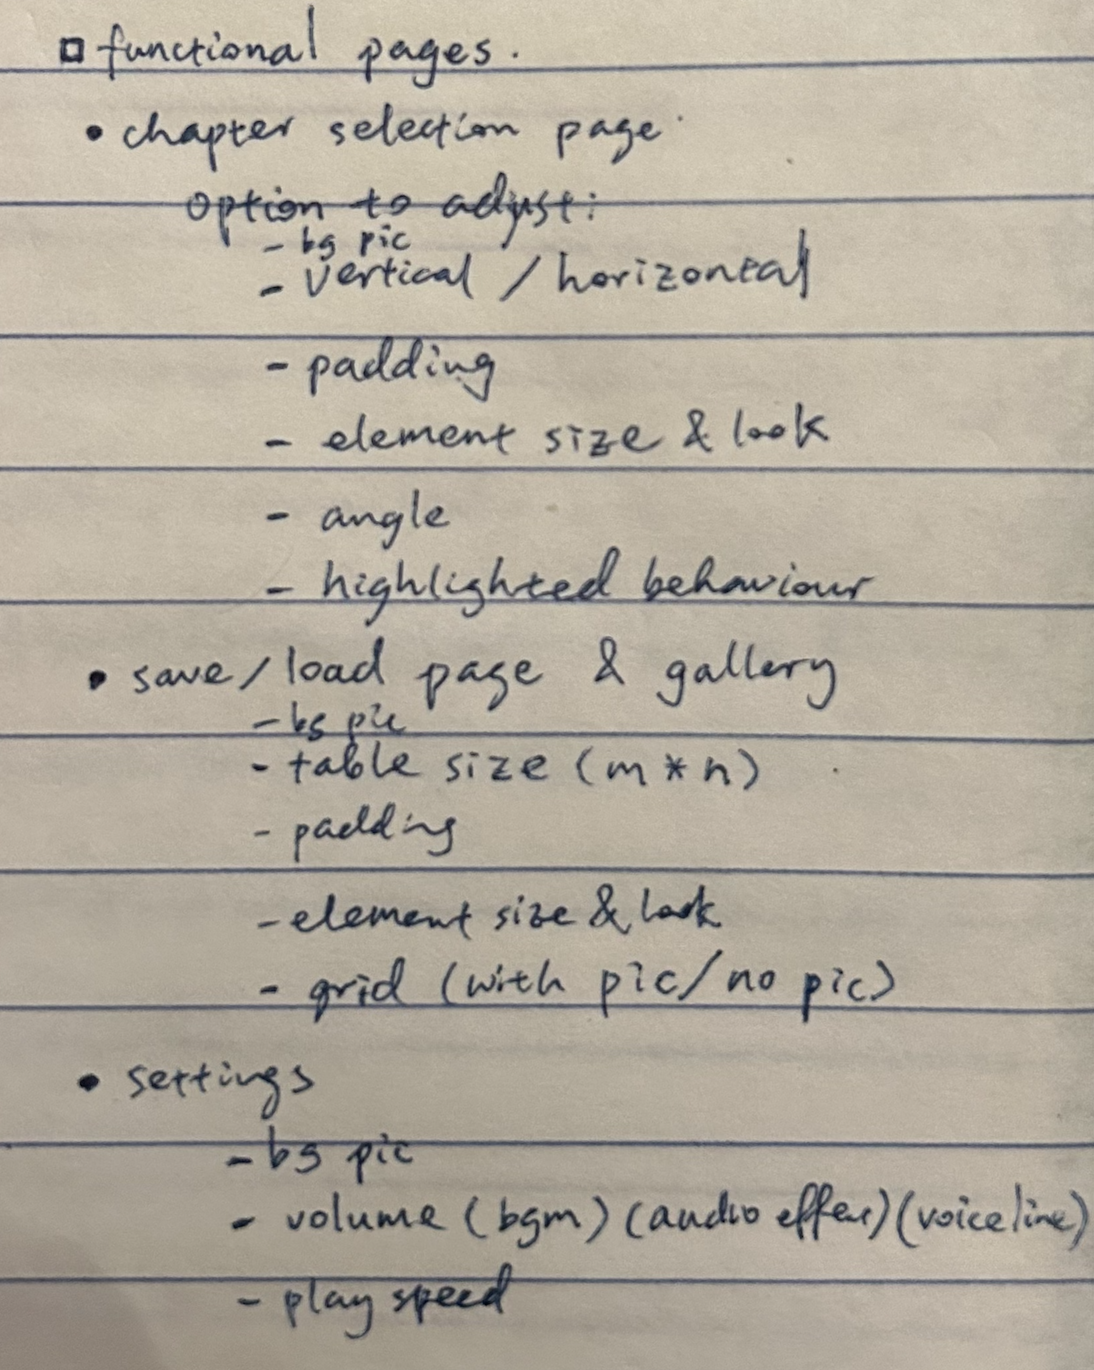 functional pages.
• chapter selection page
option to adjust:
- bg pic
- vertical / horizontal
- padding
- element size & look
- angle
- highlighted behaviour
• save/load page & gallery
- bg pic
- table size (m*n)
- padding
- element size & look
- grid (with pic/no pic)
• settings
- bg pic
- volume (bgm) (audio effect) (voiceline)
- play speed